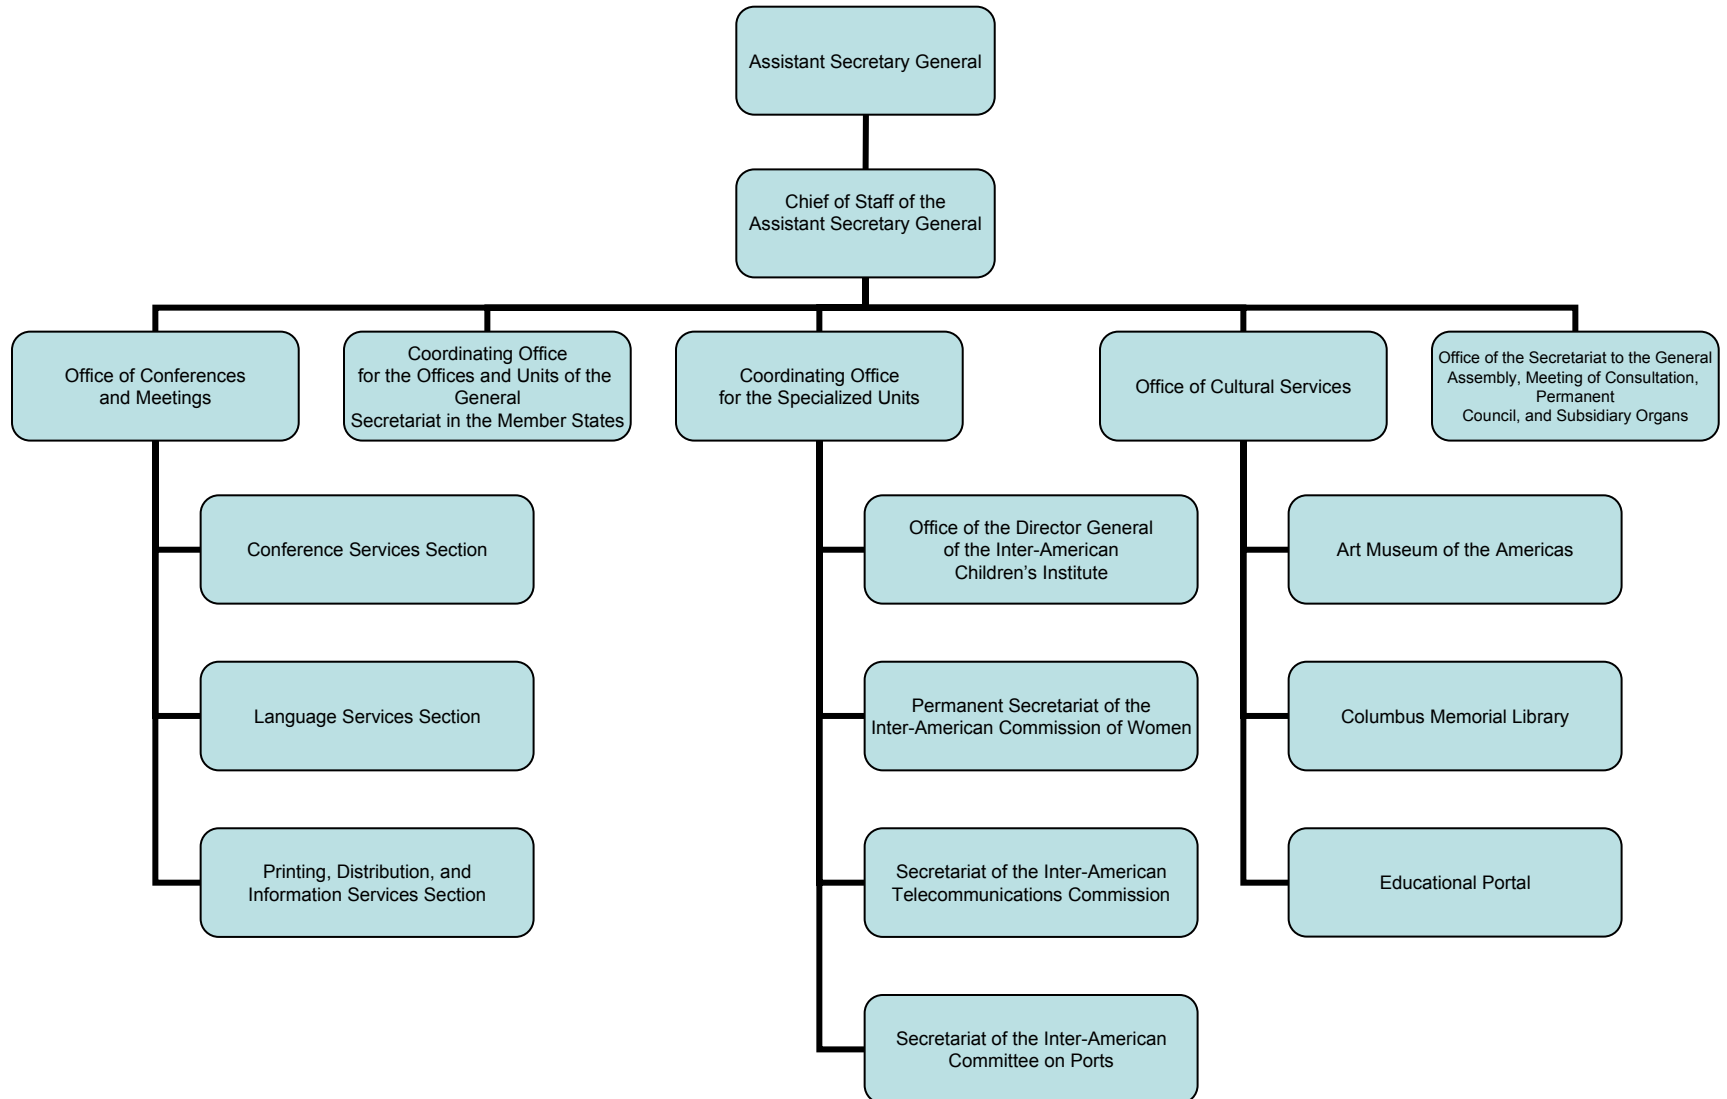 Assistant Secretary General
Chief of Staff of the
Assistant Secretary General
Office of Conferences
and Meetings
Coordinating Office
for the Offices and Units of the
General
Secretariat in the Member States
Coordinating Office
for the Specialized Units
Office of Cultural Services
Office of the Secretariat to the General
Assembly, Meeting of Consultation,
Permanent
Council, and Subsidiary Organs
Conference Services Section
Office of the Director General
of the Inter-American
Children’s Institute
Art Museum of the Americas
Language Services Section
Permanent Secretariat of the
Inter-American Commission of Women
Columbus Memorial Library
Printing, Distribution, and
Information Services Section
Secretariat of the Inter-American
Telecommunications Commission
Educational Portal
Secretariat of the Inter-American
Committee on Ports